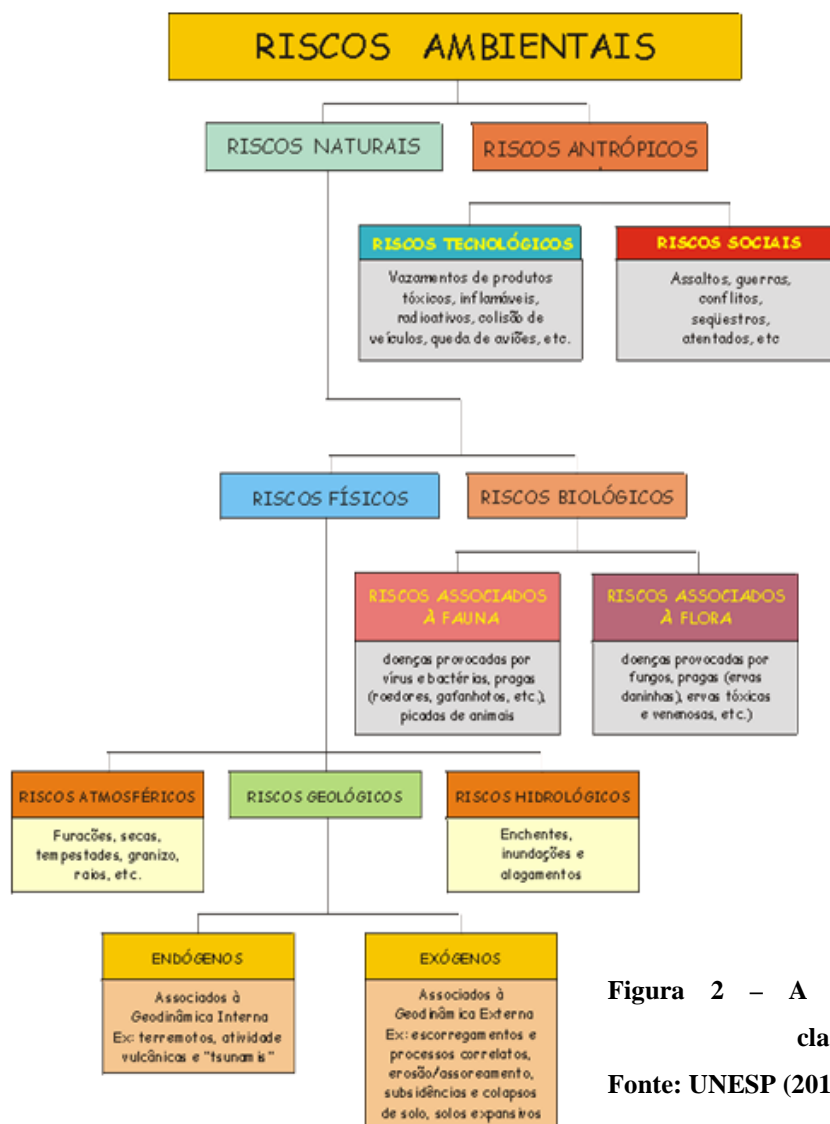 RISCOS AMBIENTAIS
RISCOS NATURAIS
RISCOS ANTRÓPICOS
RISCOS TECNOLÓGICOS
Vazamentos de produtos
tóxicos, inflamáveis,
radioativos, colisão de
veículos, queda de aviões, etc.
RISCOS SOCIAIS
Assaltos, guerras,
conflitos,
seqüestros,
atentados, etc
RISCOS FÍSICOS
RISCOS BIOLÓGICOS
RISCOS ASSOCIADOS
À FAUNA
doenças provocadas por
vírus e bactérias, pragas
(roedores, gafanhotos, etc.),
picadas de animais
RISCOS ASSOCIADOS
À FLORA
doenças provocadas por
fungos, pragas (ervas
daninhas), ervas tóxicas
e venenosas, etc.)
RISCOS ATMOSFÉRICOS
Furacões, secas,
tempestades, granizo,
raios, etc.
RISCOS GEOLÓGICOS
RISCOS HIDROLÓGICOS
Enchentes,
inundações e
alagamentos
ENDÓGENOS
Associados à
Geodinâmica Interna
Ex: terremotos, atividade
vulcânicas e "tsunamis"
EXÓGENOS
Associados à
Geodinâmica Externa
Ex: escorregamentos e
processos correlatos,
erosão/assoreamento,
subsidências e colapsos
de solo, solos expansivos
Figura 2 – A
cla
Fonte: UNESP (201